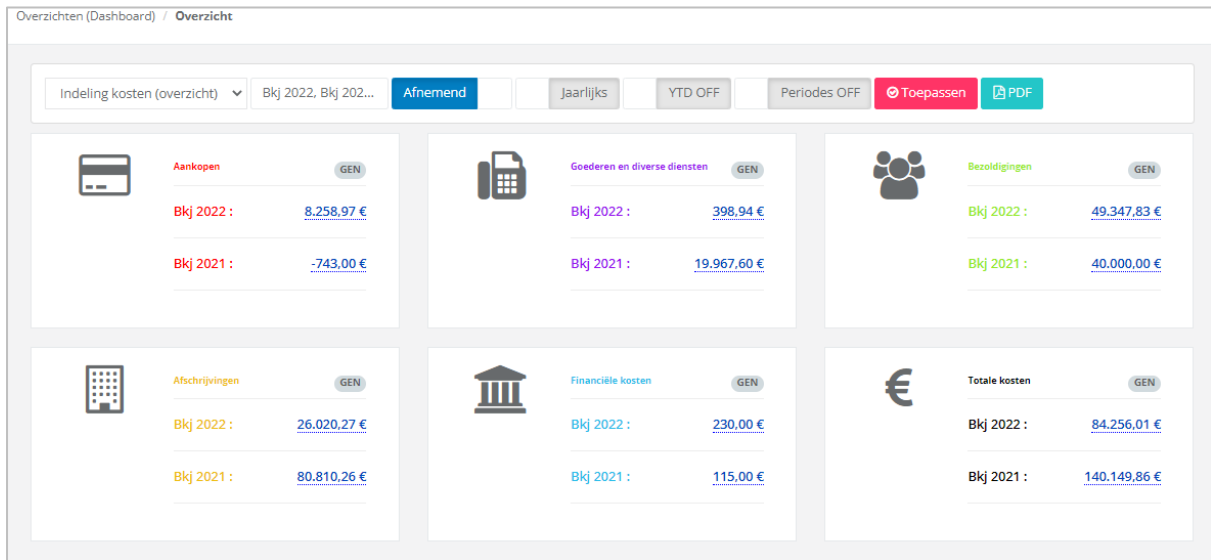 Overzichten (Dashboard) / Overzicht
Indeling kosten (overzicht) Bkj 2022, Bkj 202... Afnemend Jaarlijks YTD OFF Periodes OFF Toepassen PDF
Aankopen GEN
Bkj 2022 : 8.258,97 €
Bkj 2021 : -743,00 €
Goederen en diverse diensten GEN
Bkj 2022 : 398,94 €
Bkj 2021 : 19.967,60 €
Bezoldigingen GEN
Bkj 2022 : 49.347,83 €
Bkj 2021 : 40.000,00 €
Afschrijvingen GEN
Bkj 2022 : 26.020,27 €
Bkj 2021 : 80.810,26 €
Financiële kosten GEN
Bkj 2022 : 230,00 €
Bkj 2021 : 115,00 €
€
Totale kosten GEN
Bkj 2022 : 84.256,01 €
Bkj 2021 : 140.149,86 €